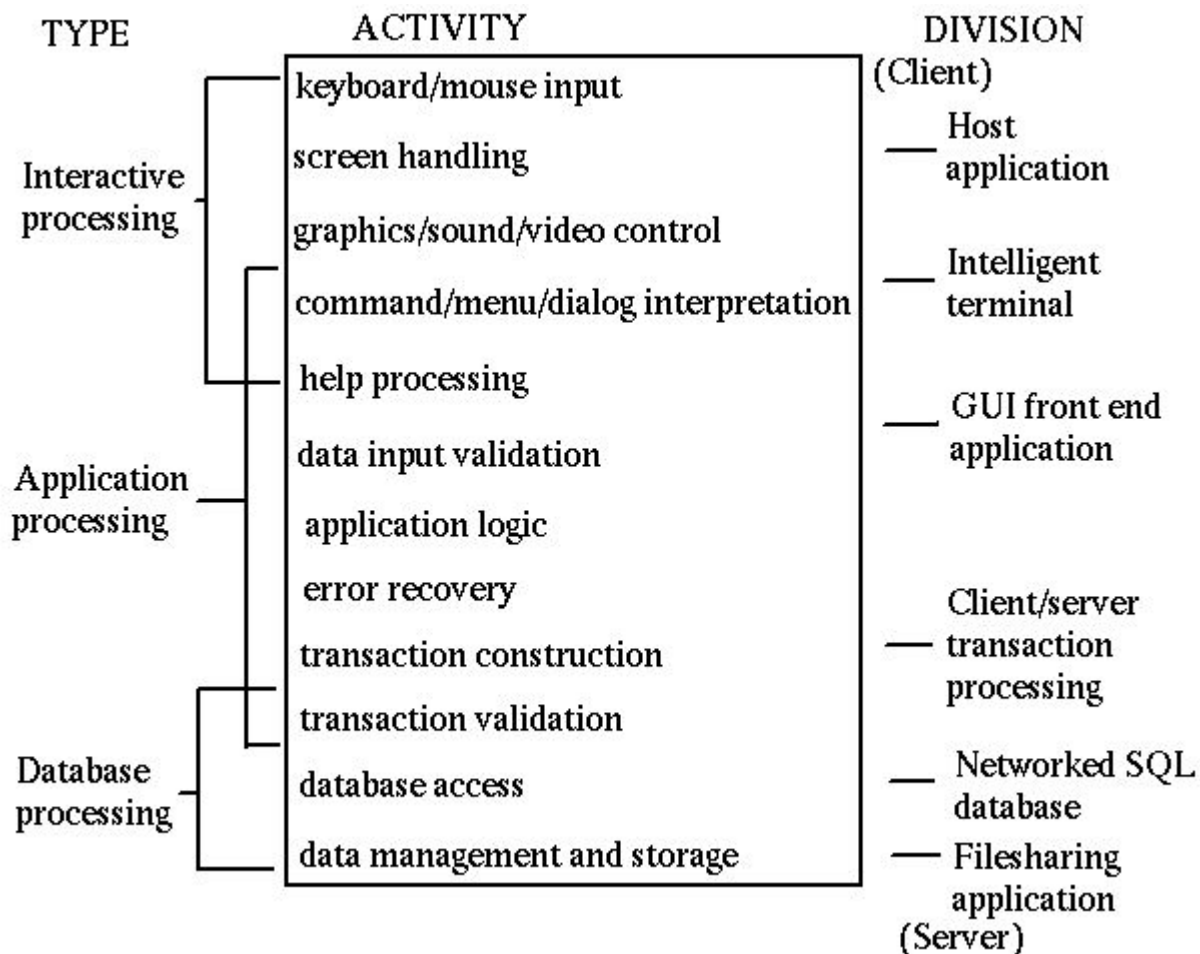 TYPE
ACTIVITY
DIVISION
(Client)
keyboard/mouse input
Host
application
screen handling
Interactive
processing
graphics/sound/video control
Intelligent
terminal
command/menu/dialog interpretation
help processing
GUI front end
application
data input validation
Application
processing
application logic
error recovery
Client/server
transaction
processing
transaction construction
transaction validation
Database
processing
database access
Networked SQL
database
data management and storage
Filesharing
application
(Server)